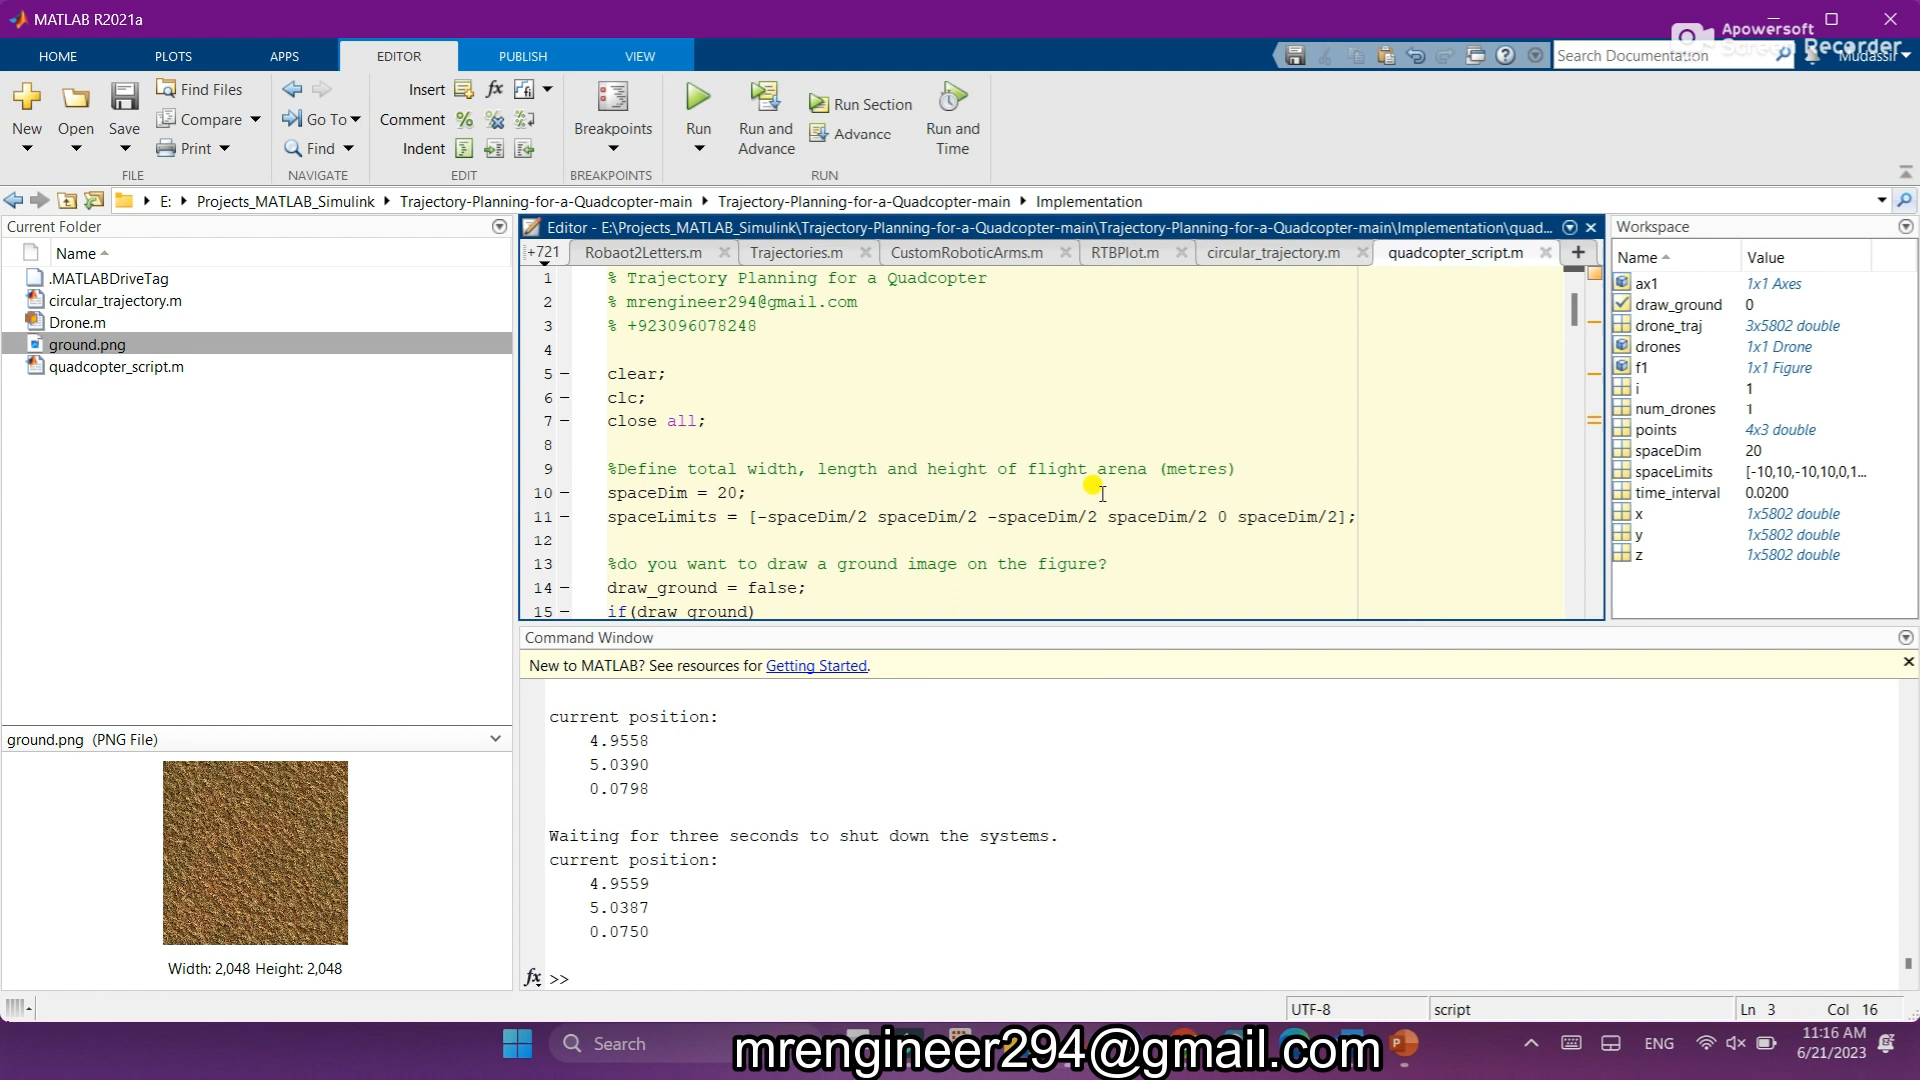 MATLAB R2021a
Apowersoft
Screen Recorder
HOME PLOTS APPS EDITOR PUBLISH VIEW
Search Documentation
Mudassir
New Open Save
Find Files
Compare
Print
FILE
Go To
Find
NAVIGATE
Insert
Comment
Indent
EDIT
Breakpoints
BREAKPOINTS
Run
Run and Advance
Run Section
Advance
Run and Time
RUN
E: Projects_MATLAB_Simulink Trajectory-Planning-for-a-Quadcopter-main Trajectory-Planning-for-a-Quadcopter-main Implementation
Current Folder
Name
.MATLABDriveTag
circular_trajectory.m
Drone.m
ground.png
quadcopter_script.m
ground.png (PNG File)
Width: 2,048 Height: 2,048
Editor - E:\Projects_MATLAB_Simulink\Trajectory-Planning-for-a-Quadcopter-main\Trajectory-Planning-for-a-Quadcopter-main\Implementation\quad...
+721 Robaot2Letters.m Trajectories.m CustomRoboticArms.m RTBPlot.m circular_trajectory.m quadcopter_script.m
1 % Trajectory Planning for a Quadcopter
2 % mrengineer294@gmail.com
3 % +923096078248
4
5 clear;
6 clc;
7 close all;
8
9 %Define total width, length and height of flight arena (metres)
10 spaceDim = 20;
11 spaceLimits = [-spaceDim/2 spaceDim/2 -spaceDim/2 spaceDim/2 0 spaceDim/2];
12
13 %do you want to draw a ground image on the figure?
14 draw_ground = false;
15 if(draw_ground)
Workspace
Name Value
ax1 1x1 Axes
draw_ground 0
drone_traj 3x5802 double
drones 1x1 Drone
f1 1x1 Figure
i 1
num_drones 1
points 4x3 double
spaceDim 20
spaceLimits [-10,10,-10,10,0,1...
time_interval 0.0200
x 1x5802 double
y 1x5802 double
z 1x5802 double
Command Window
New to MATLAB? See resources for Getting Started.
current position:
4.9558
5.0390
0.0798
Waiting for three seconds to shut down the systems.
current position:
4.9559
5.0387
0.0750
fx >>
UTF-8 script Ln 3 Col 16
Search
mrengineer294@gmail.com
ENG
11:16 AM
6/21/2023